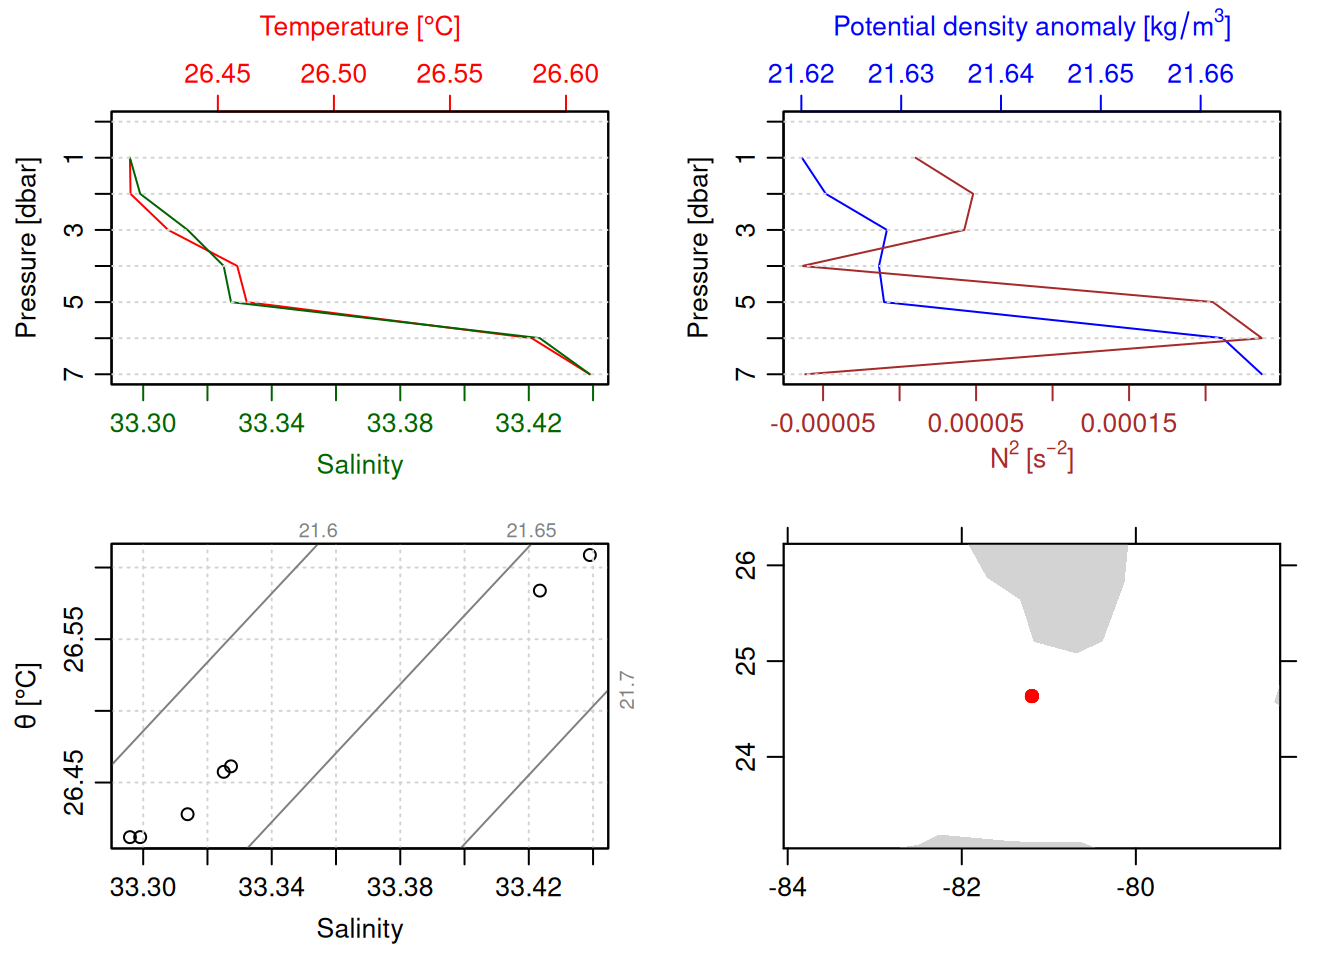 Temperature [°C]
26.45 26.50 26.55 26.60
Pressure [dbar]
1
3
5
7
33.30 33.34 33.38 33.42
Salinity
Potential density anomaly [kg/m³]
21.62 21.63 21.64 21.65 21.66
Pressure [dbar]
1
3
5
7
-0.00005 0.00005 0.00015
N² [s⁻²]
21.6 21.65
21.7
θ [°C]
26.55
26.45
33.30 33.34 33.38 33.42
Salinity
26
25
24
-84 -82 -80